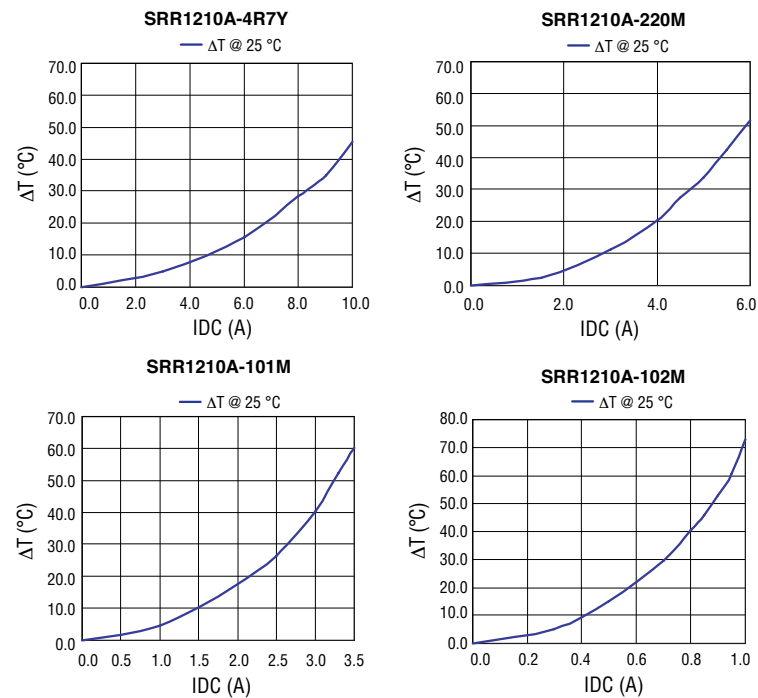 SRR1210A-4R7Y
ΔT @ 25 °C
70.0
60.0
50.0
40.0
30.0
20.0
10.0
0.0
ΔT (°C)
0.0 2.0 4.0 6.0 8.0 10.0
IDC (A)
SRR1210A-220M
ΔT @ 25 °C
70.0
60.0
50.0
40.0
30.0
20.0
10.0
0.0
ΔT (°C)
0.0 2.0 4.0 6.0
IDC (A)
SRR1210A-101M
ΔT @ 25 °C
70.0
60.0
50.0
40.0
30.0
20.0
10.0
0.0
ΔT (°C)
0.0 0.5 1.0 1.5 2.0 2.5 3.0 3.5
IDC (A)
SRR1210A-102M
ΔT @ 25 °C
80.0
70.0
60.0
50.0
40.0
30.0
20.0
10.0
0.0
ΔT (°C)
0.0 0.2 0.4 0.6 0.8 1.0
IDC (A)